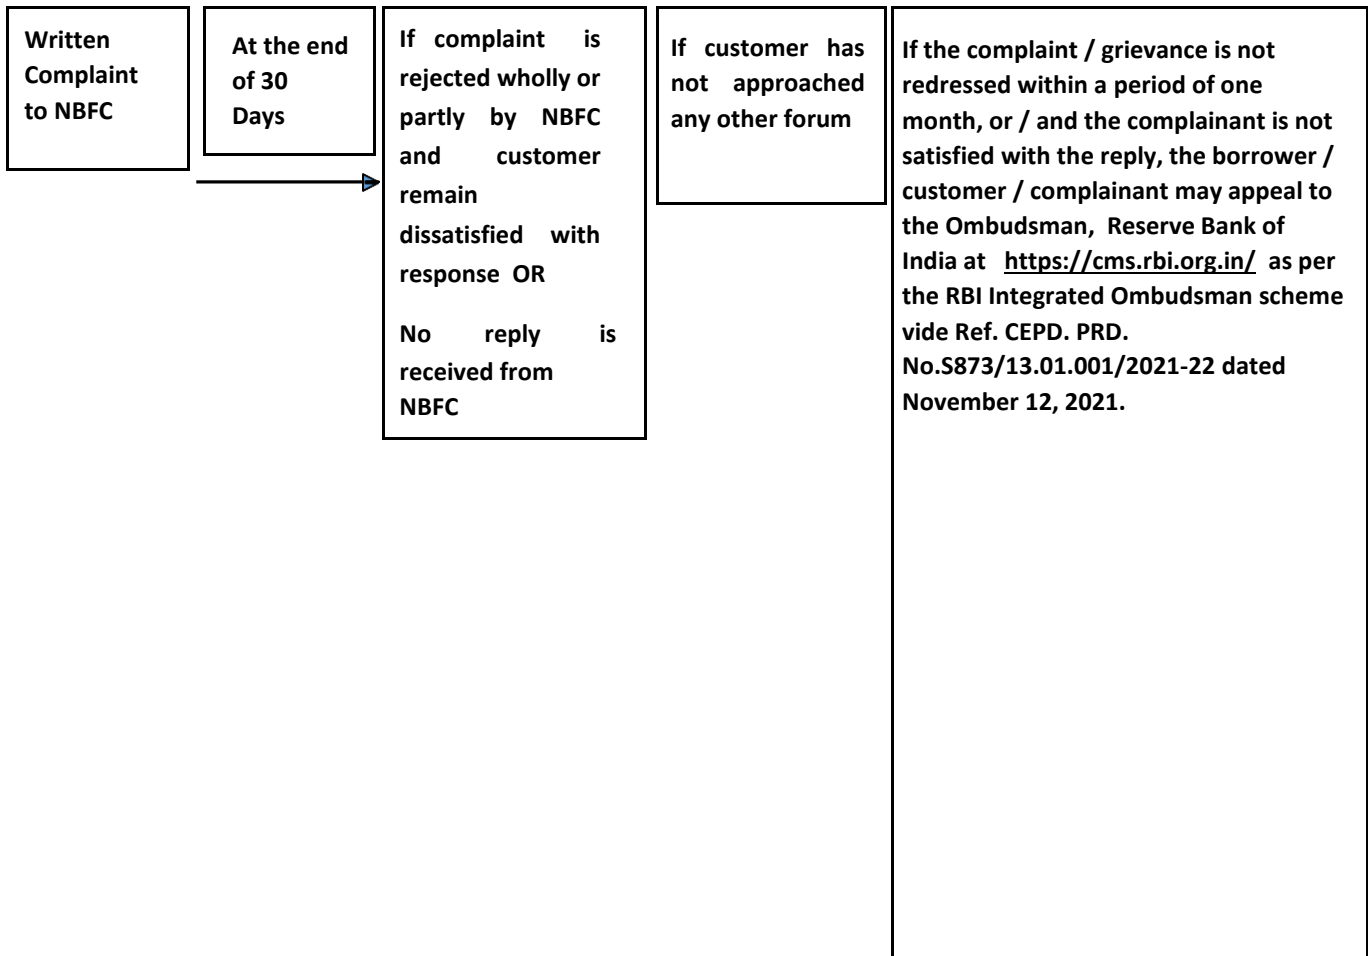 Written
Complaint
to NBFC
At the end
of 30
Days
If complaint is
rejected wholly or
partly by NBFC
and customer
remain
dissatisfied with
response OR
No reply is
received from
NBFC
If customer has
not approached
any other forum
If the complaint / grievance is not
redressed within a period of one
month, or / and the complainant is not
satisfied with the reply, the borrower /
customer / complainant may appeal to
the Ombudsman, Reserve Bank of
India at https://cms.rbi.org.in/ as per
the RBI Integrated Ombudsman scheme
vide Ref. CEPD. PRD.
No.S873/13.01.001/2021-22 dated
November 12, 2021.